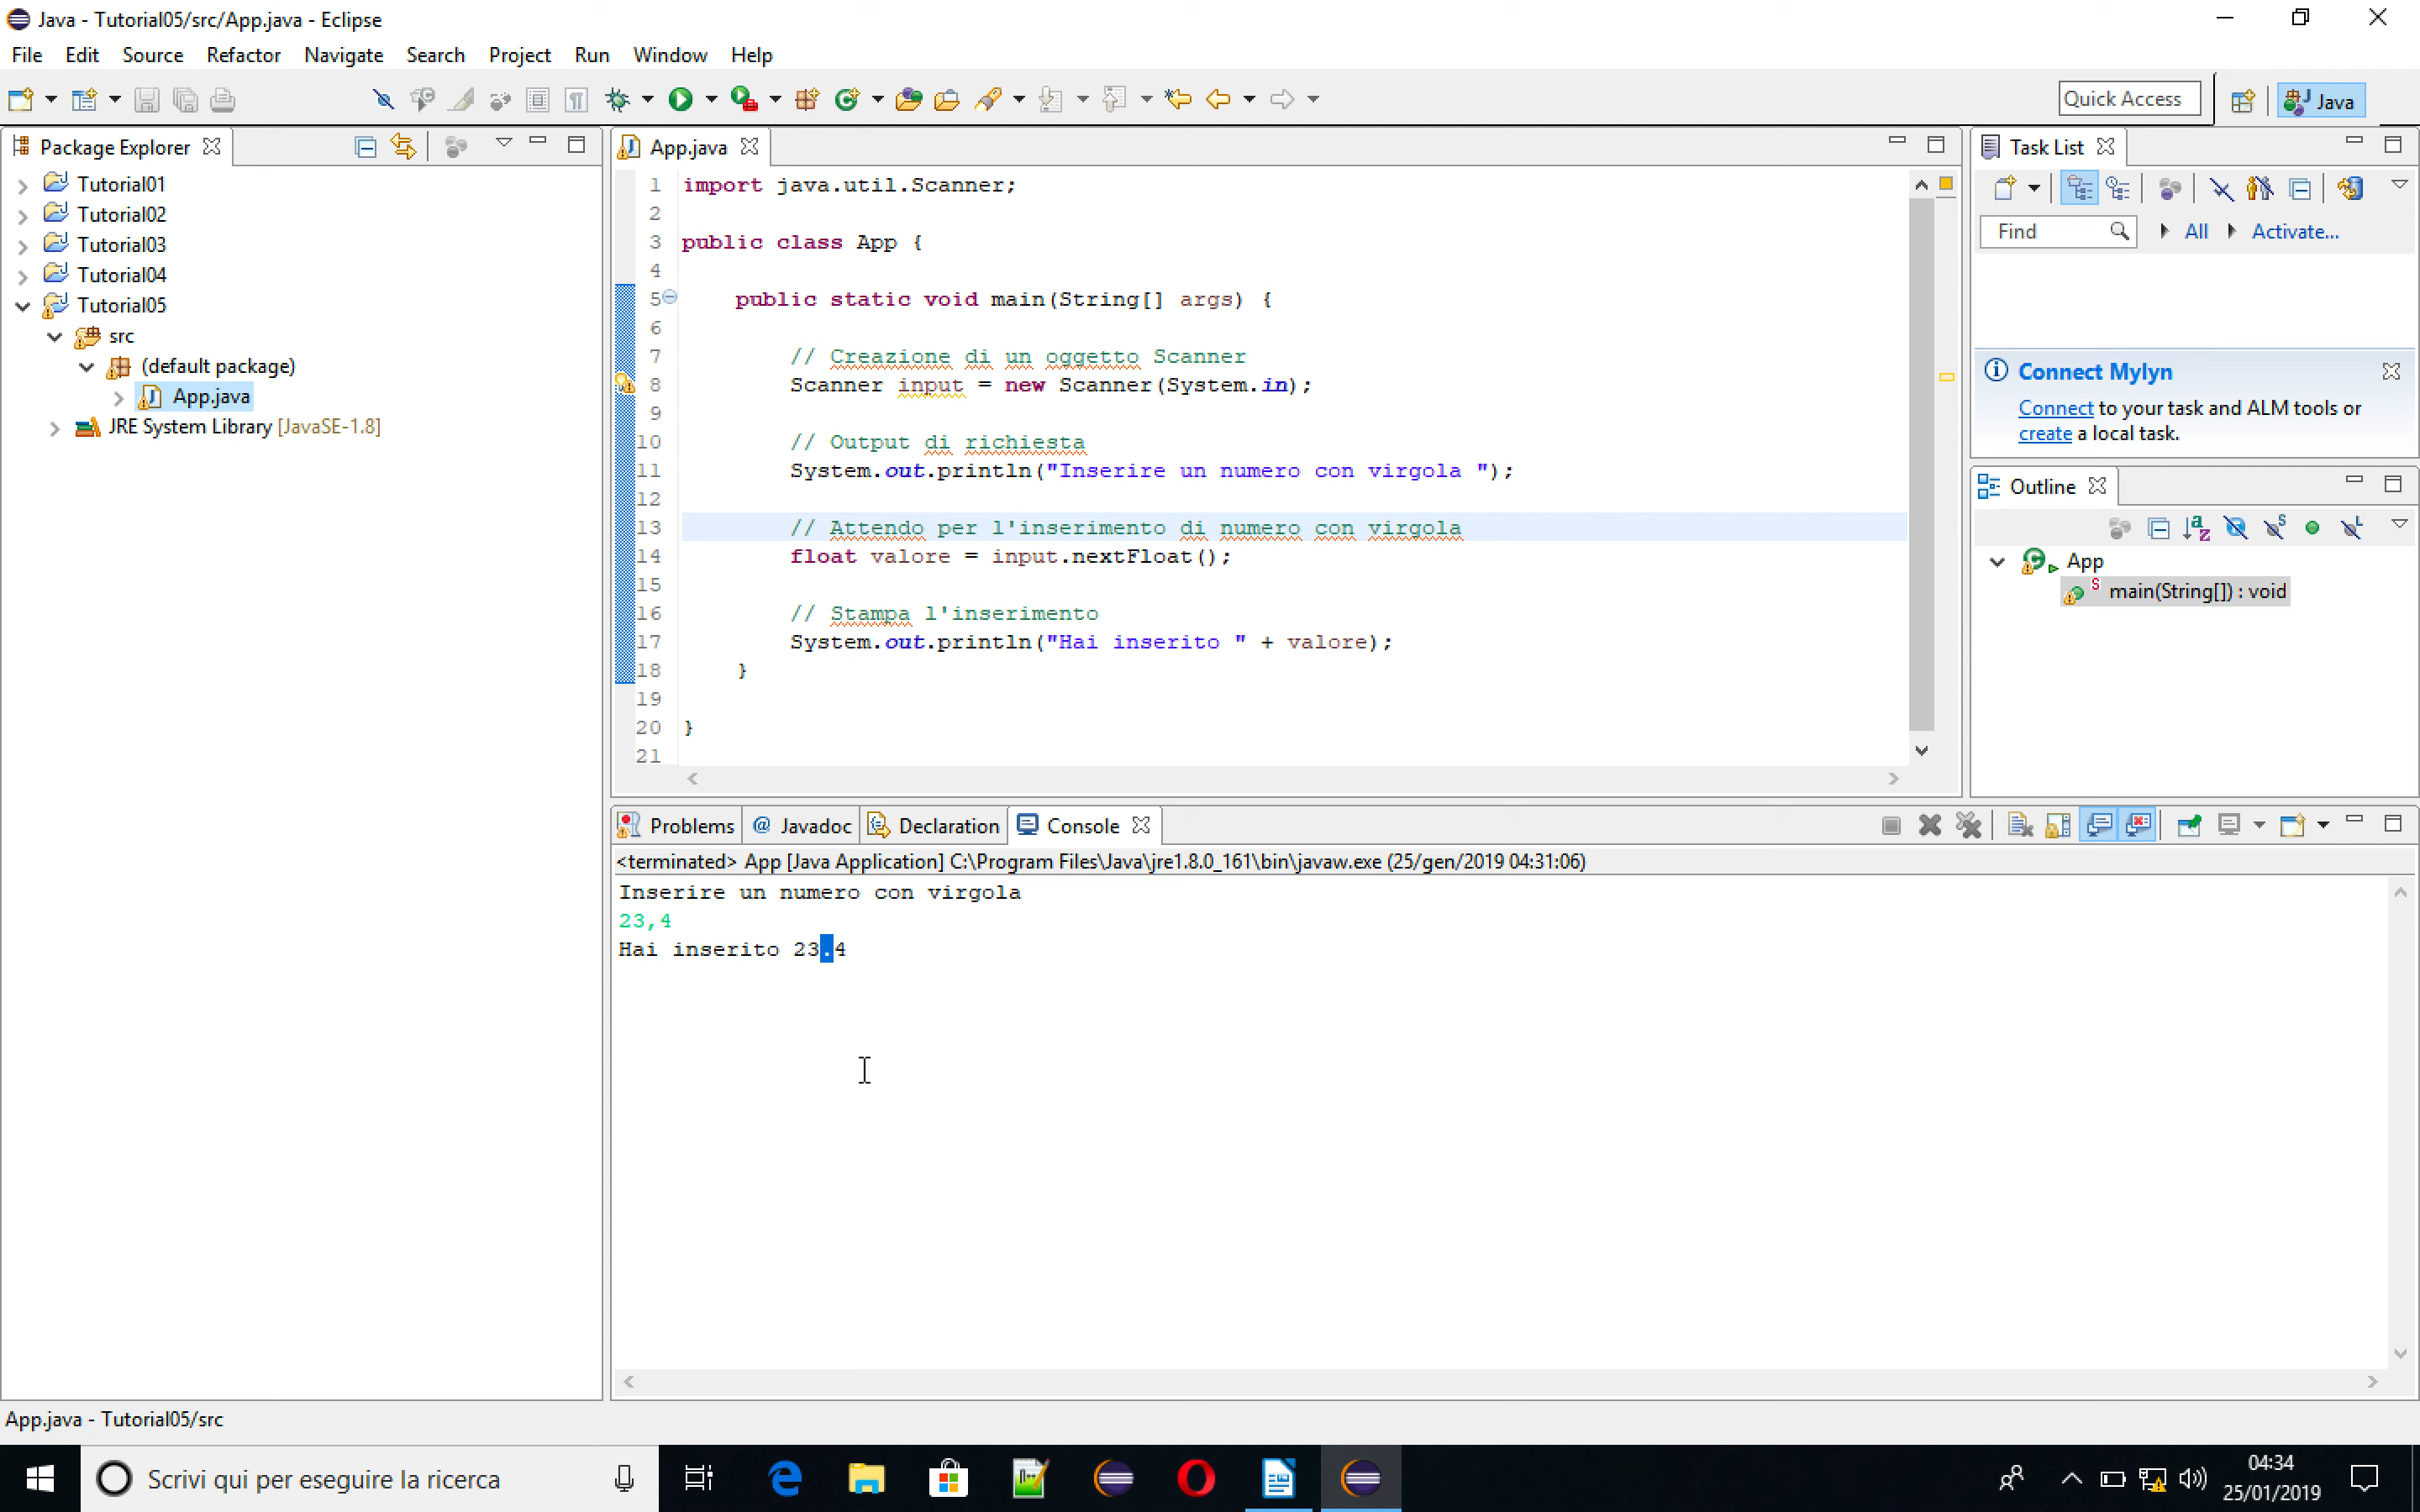 Java - Tutorial05/src/App.java - Eclipse
File Edit Source Refactor Navigate Search Project Run Window Help
Quick Access
Java
Package Explorer
Tutorial01
Tutorial02
Tutorial03
Tutorial04
Tutorial05
src
(default package)
App.java
JRE System Library [JavaSE-1.8]
App.java
1 import java.util.Scanner;
2
3 public class App {
4
5 public static void main(String[] args) {
6
7 // Creazione di un oggetto Scanner
8 Scanner input = new Scanner(System.in);
9
10 // Output di richiesta
11 System.out.println("Inserire un numero con virgola ");
12
13 // Attendo per l'inserimento di numero con virgola
14 float valore = input.nextFloat();
15
16 // Stampa l'inserimento
17 System.out.println("Hai inserito " + valore);
18 }
19
20 }
21
Task List
Find All Activate...
Connect Mylyn
Connect to your task and ALM tools or
create a local task.
Outline
App
main(String[]) : void
Problems @ Javadoc Declaration Console
<terminated> App [Java Application] C:\Program Files\Java\jre1.8.0_161\bin\javaw.exe (25/gen/2019 04:31:06)
Inserire un numero con virgola
23,4
Hai inserito 23.4
App.java - Tutorial05/src
Scrivi qui per eseguire la ricerca
04:34
25/01/2019